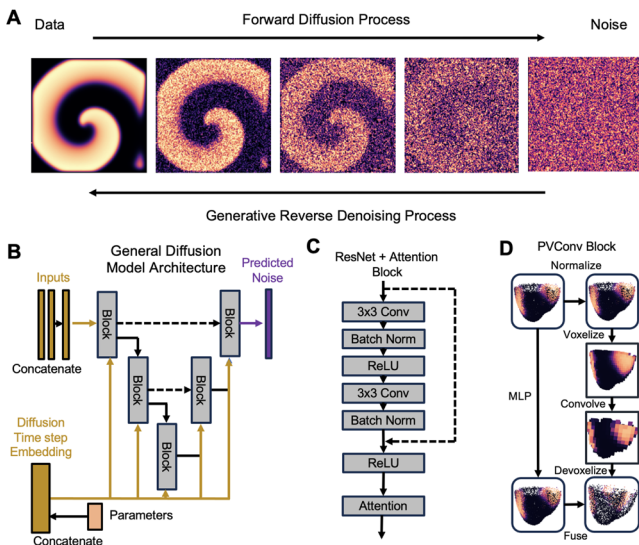 A
Data
Forward Diffusion Process
Noise
Generative Reverse Denoising Process
B
General Diffusion
Model Architecture
Inputs
Predicted
Noise
Block
Block
Block
Block
Block
Concatenate
Diffusion
Time step
Embedding
Parameters
Concatenate
C
ResNet + Attention
Block
3x3 Conv
Batch Norm
ReLU
3x3 Conv
Batch Norm
ReLU
Attention
D
PVConv Block
Normalize
Voxelize
MLP
Convolve
Devoxelize
Fuse